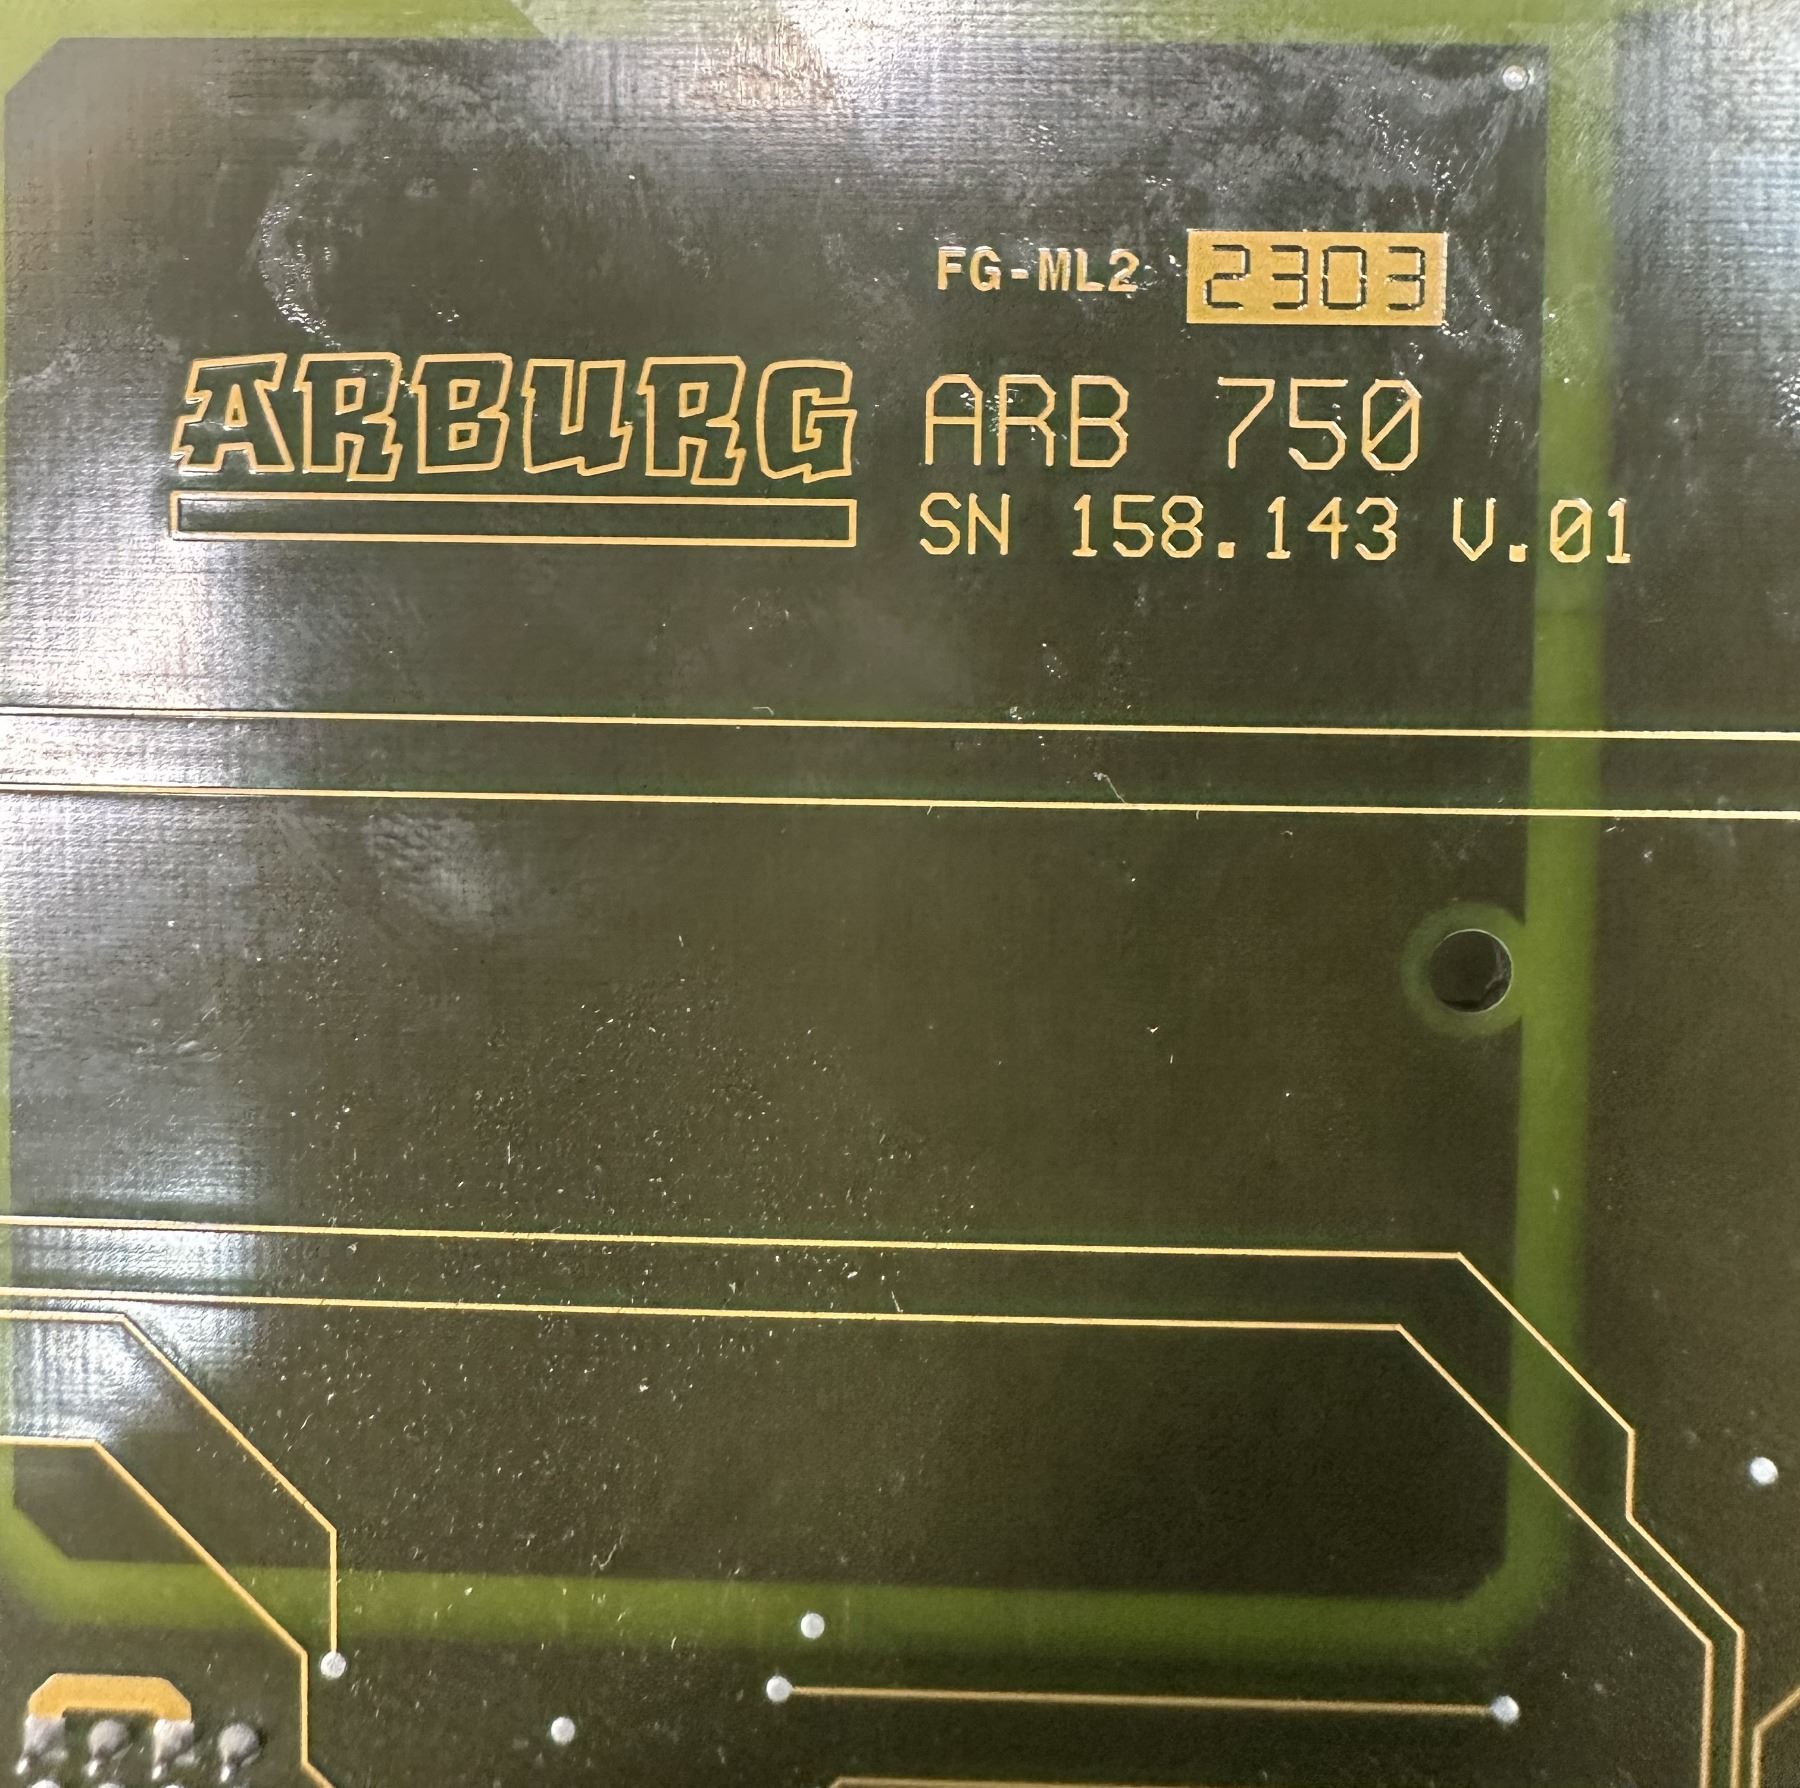 FG-ML2 2303
ARBURG ARB 750
SN 158.143 V.01